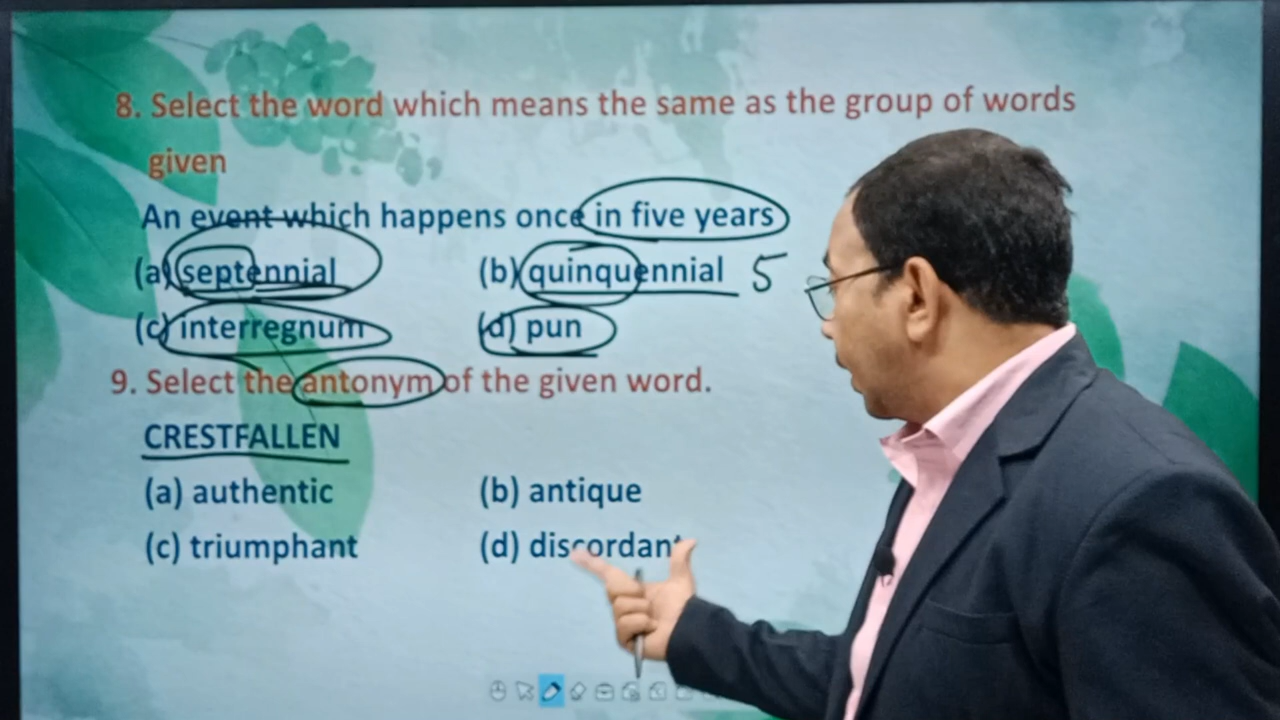 8. Select the word which means the same as the group of words
given
An event which happens once in five years
(a) septennial (b) quinquennial 5
(c) interregnum (d) pun
9. Select the antonym of the given word.
CRESTFALLEN
(a) authentic (b) antique
(c) triumphant (d) discordant